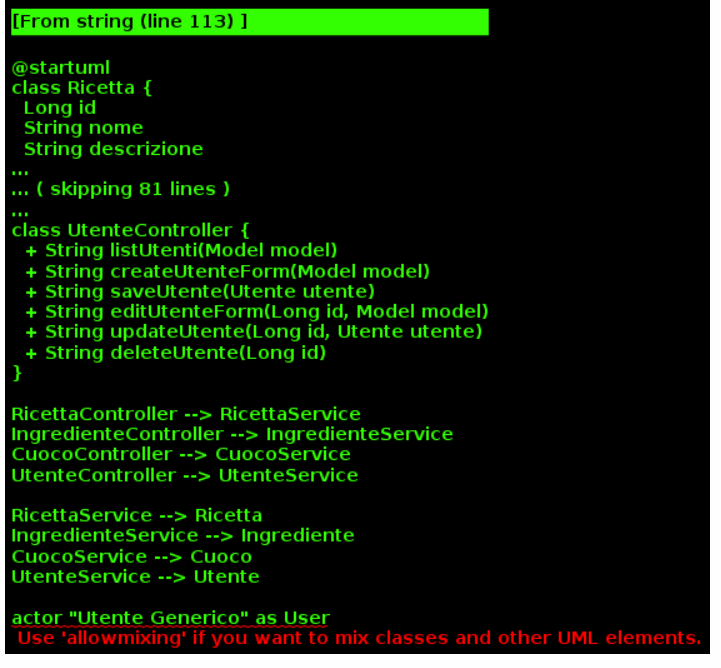 [From string (line 113) ]
@startuml
class Ricetta {
Long id
String nome
String descrizione
...
... ( skipping 81 lines )
...
class UtenteController {
+ String listUtenti(Model model)
+ String createUtenteForm(Model model)
+ String saveUtente(Utente utente)
+ String editUtenteForm(Long id, Model model)
+ String updateUtente(Long id, Utente utente)
+ String deleteUtente(Long id)
}
RicettaController --> RicettaService
IngredienteController --> IngredienteService
CuocoController --> CuocoService
UtenteController --> UtenteService
RicettaService --> Ricetta
IngredienteService --> Ingrediente
CuocoService --> Cuoco
UtenteService --> Utente
actor "Utente Generico" as User
Use 'allowmixing' if you want to mix classes and other UML elements.